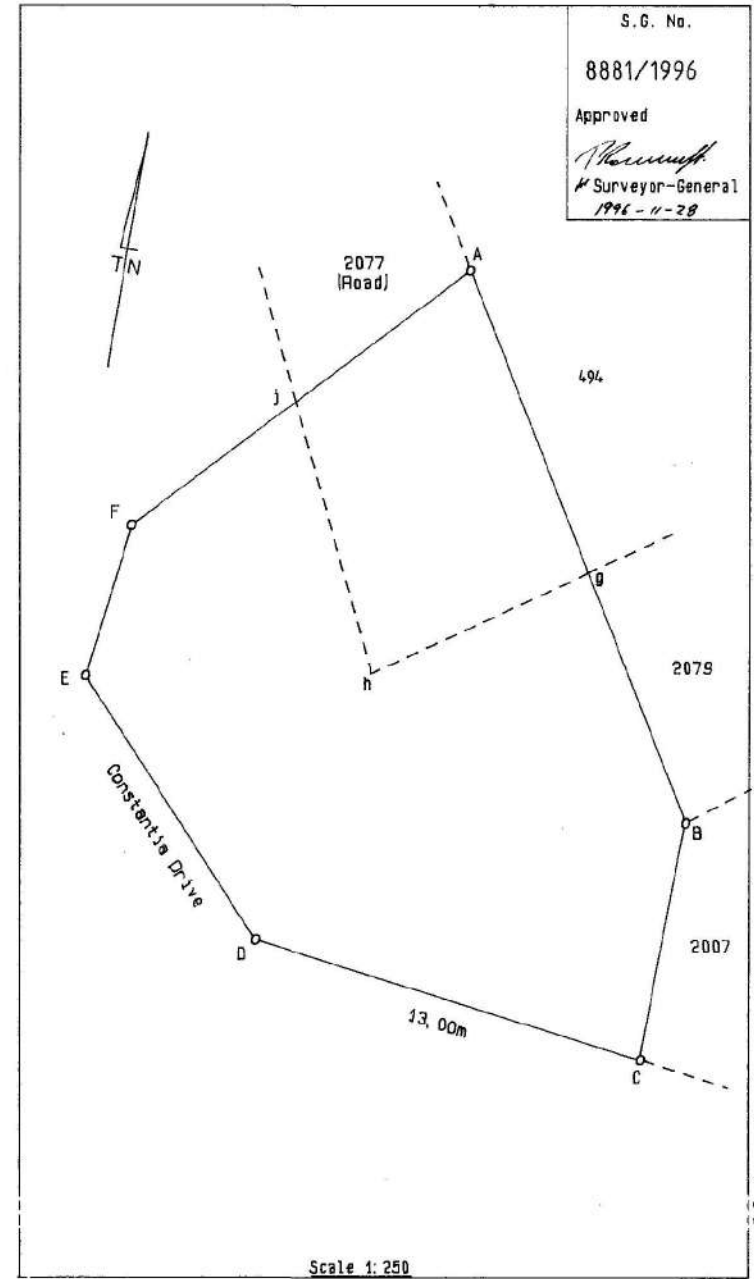 S.G. No.
8881/1996
Approved
Surveyor-General
1996-11-28
TN
A
2077
(Road)
494
j
F
g
E
2079
h
Constantia Drive
B
D
2007
13,00m
C
Scale 1:250